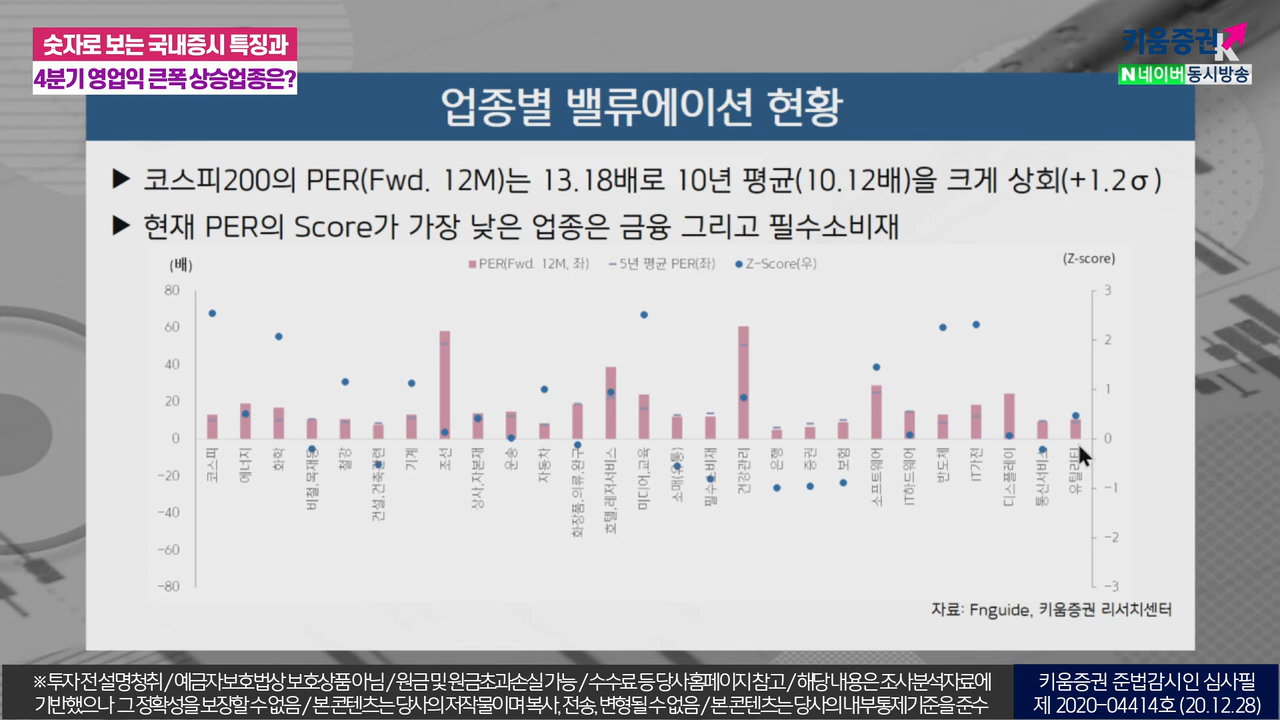 숫자로 보는 국내증시 특징과
4분기 영업익 큰폭 상승업종은?
키움증권
N 네이버 동시방송
업종별 밸류에이션 현황
▶ 코스피200의 PER(Fwd. 12M)는 13.18배로 10년 평균(10.12배)을 크게 상회(+1.2σ)
▶ 현재 PER의 Score가 가장 낮은 업종은 금융 그리고 필수소비재
(배)
PER(Fwd. 12M, 좌) 5년 평균 PER(좌) Z-Score(우)
(Z-score)
80
60
40
20
0
-20
-40
-60
-80
3
2
1
0
-1
-2
-3
코스피
에너지
화학
비철,목재등
철강
건설,건축관련
기계
조선
상사,자본재
운송
자동차
화장품,의류,완구
호텔,레저서비스
미디어,교육
소매(유통)
필수소비재
건강관리
은행
증권
보험
소프트웨어
IT하드웨어
반도체
IT가전
디스플레이
통신서비스
유틸리티
자료: Fnguide, 키움증권 리서치센터
※ 투자 전 설명청취 / 예금자보호법상 보호상품 아님 / 원금 및 원금초과손실 가능 / 수수료 등 당사홈페이지 참고 / 해당 내용은 조사분석자료에
기반했으나 그 정확성을 보장할 수 없음 / 본 콘텐츠는 당사의 저작물이며 복사, 전송, 변형될 수 없음 / 본 콘텐츠는 당사의 내부통제기준을 준수
키움증권 준법감시인 심사필
제 2020-04414호 (20.12.28)